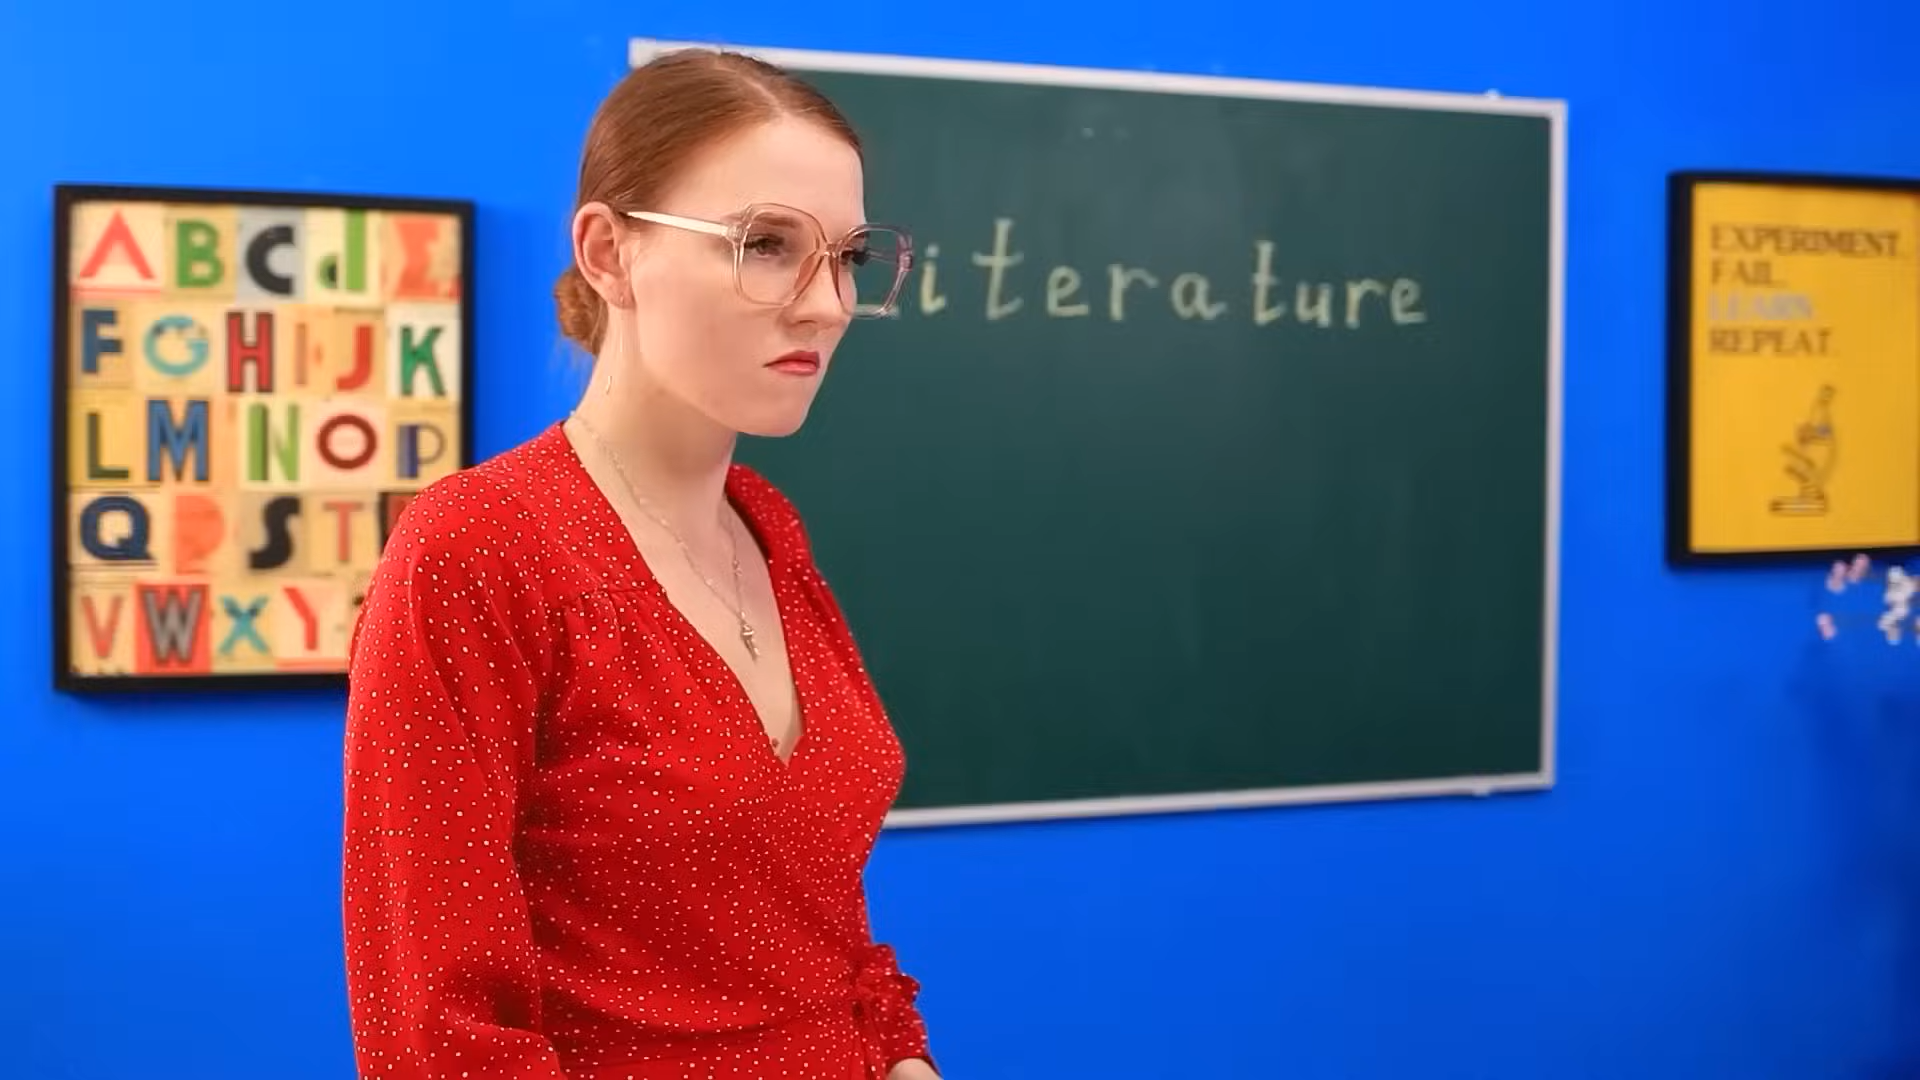 A B C d E
F G H I J K
L M N O P
Q R S T
V W X Y
Literature
EXPERIMENT.
FAIL.
LEARN.
REPEAT.